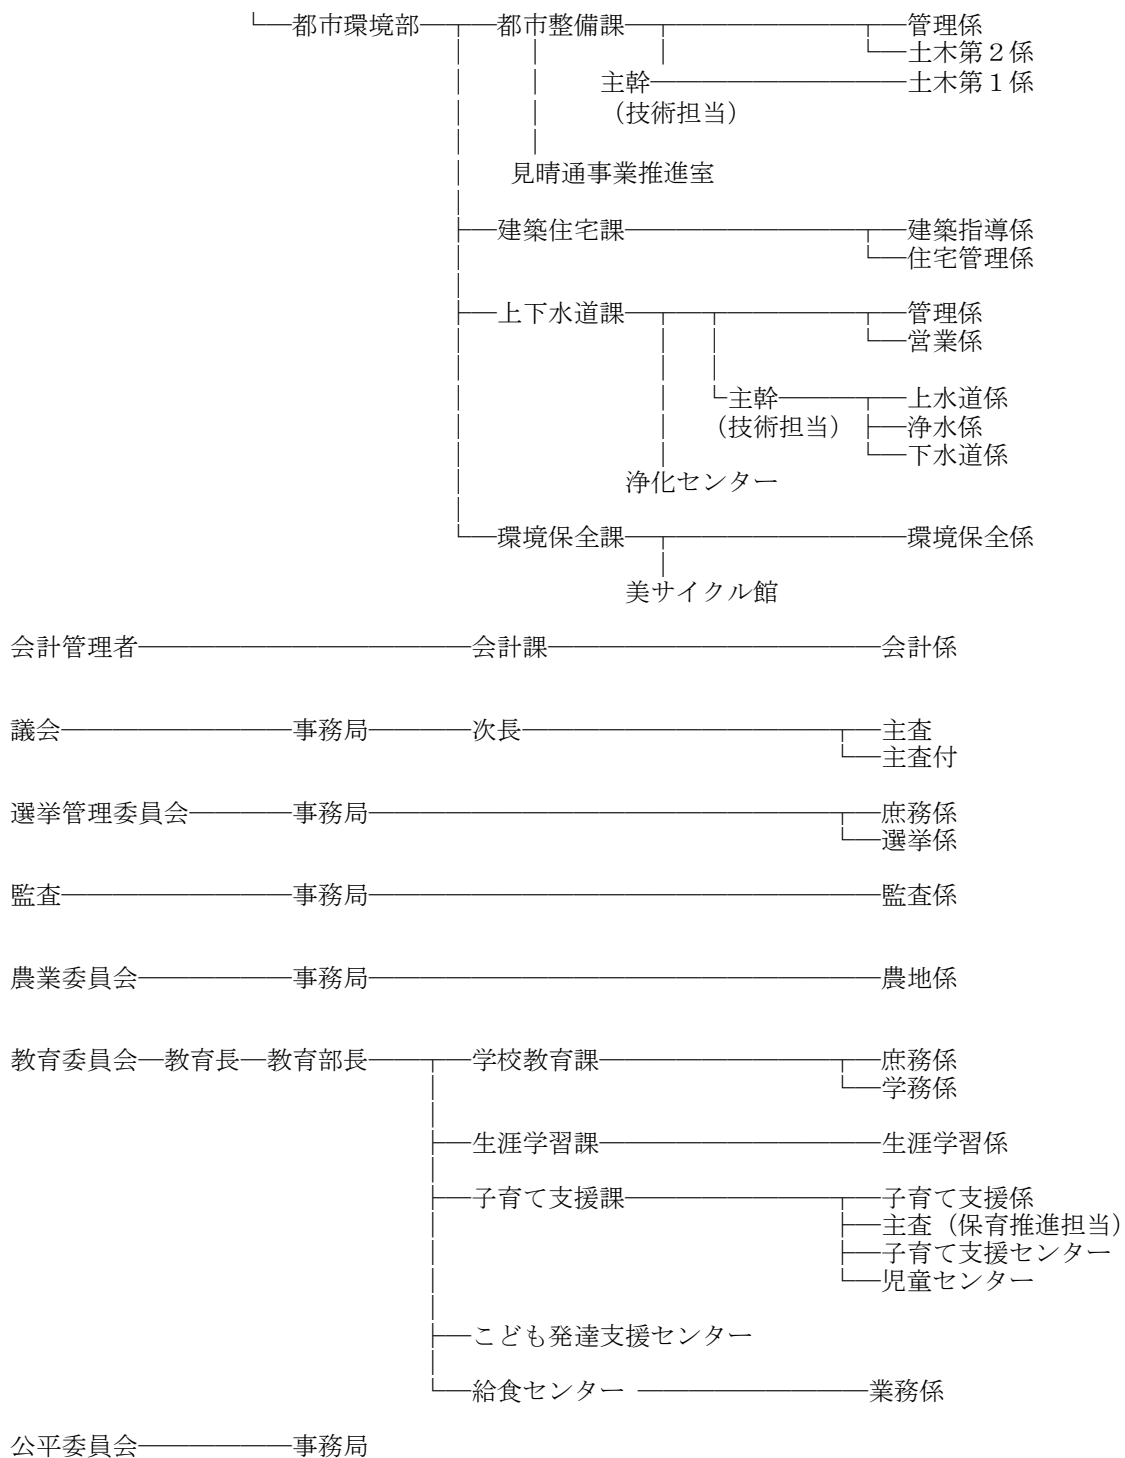 都市環境部 都市整備課 管理係
土木第２係
主幹 土木第１係
（技術担当）
見晴通事業推進室
建築住宅課 建築指導係
住宅管理係
上下水道課 管理係
営業係
主幹 上水道係
（技術担当） 浄水係
下水道係
浄化センター
環境保全課 環境保全係
美サイクル館
会計管理者 会計課 会計係
議会 事務局 次長 主査
主査付
選挙管理委員会 事務局 庶務係
選挙係
監査 事務局 監査係
農業委員会 事務局 農地係
教育委員会 教育長 教育部長 学校教育課 庶務係
学務係
生涯学習課 生涯学習係
子育て支援課 子育て支援係
主査（保育推進担当）
子育て支援センター
児童センター
こども発達支援センター
給食センター 業務係
公平委員会 事務局